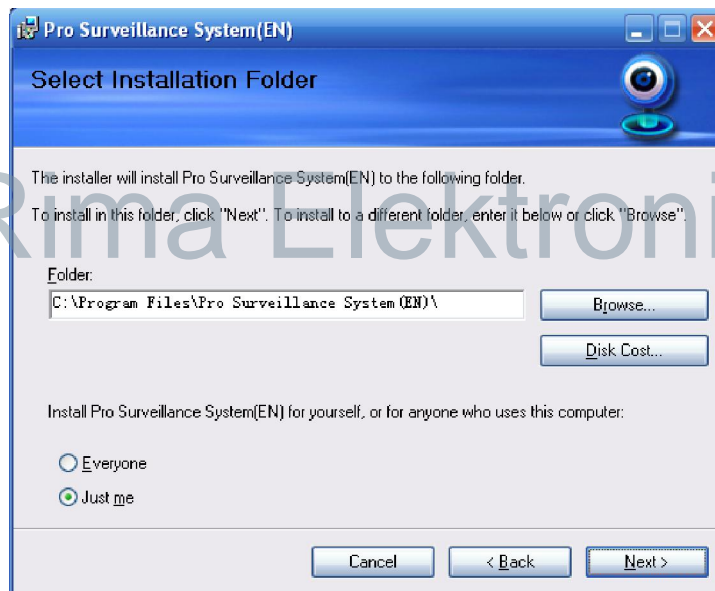 Pro Surveillance System(EN)
Select Installation Folder
The installer will install Pro Surveillance System(EN) to the following folder.
To install in this folder, click "Next". To install to a different folder, enter it below or click "Browse".
Rima Elektroni
Folder:
C:\Program Files\Pro Surveillance System(EN)\
Browse...
Disk Cost...
Install Pro Surveillance System(EN) for yourself, or for anyone who uses this computer:
Everyone
Just me
Cancel
< Back
Next >